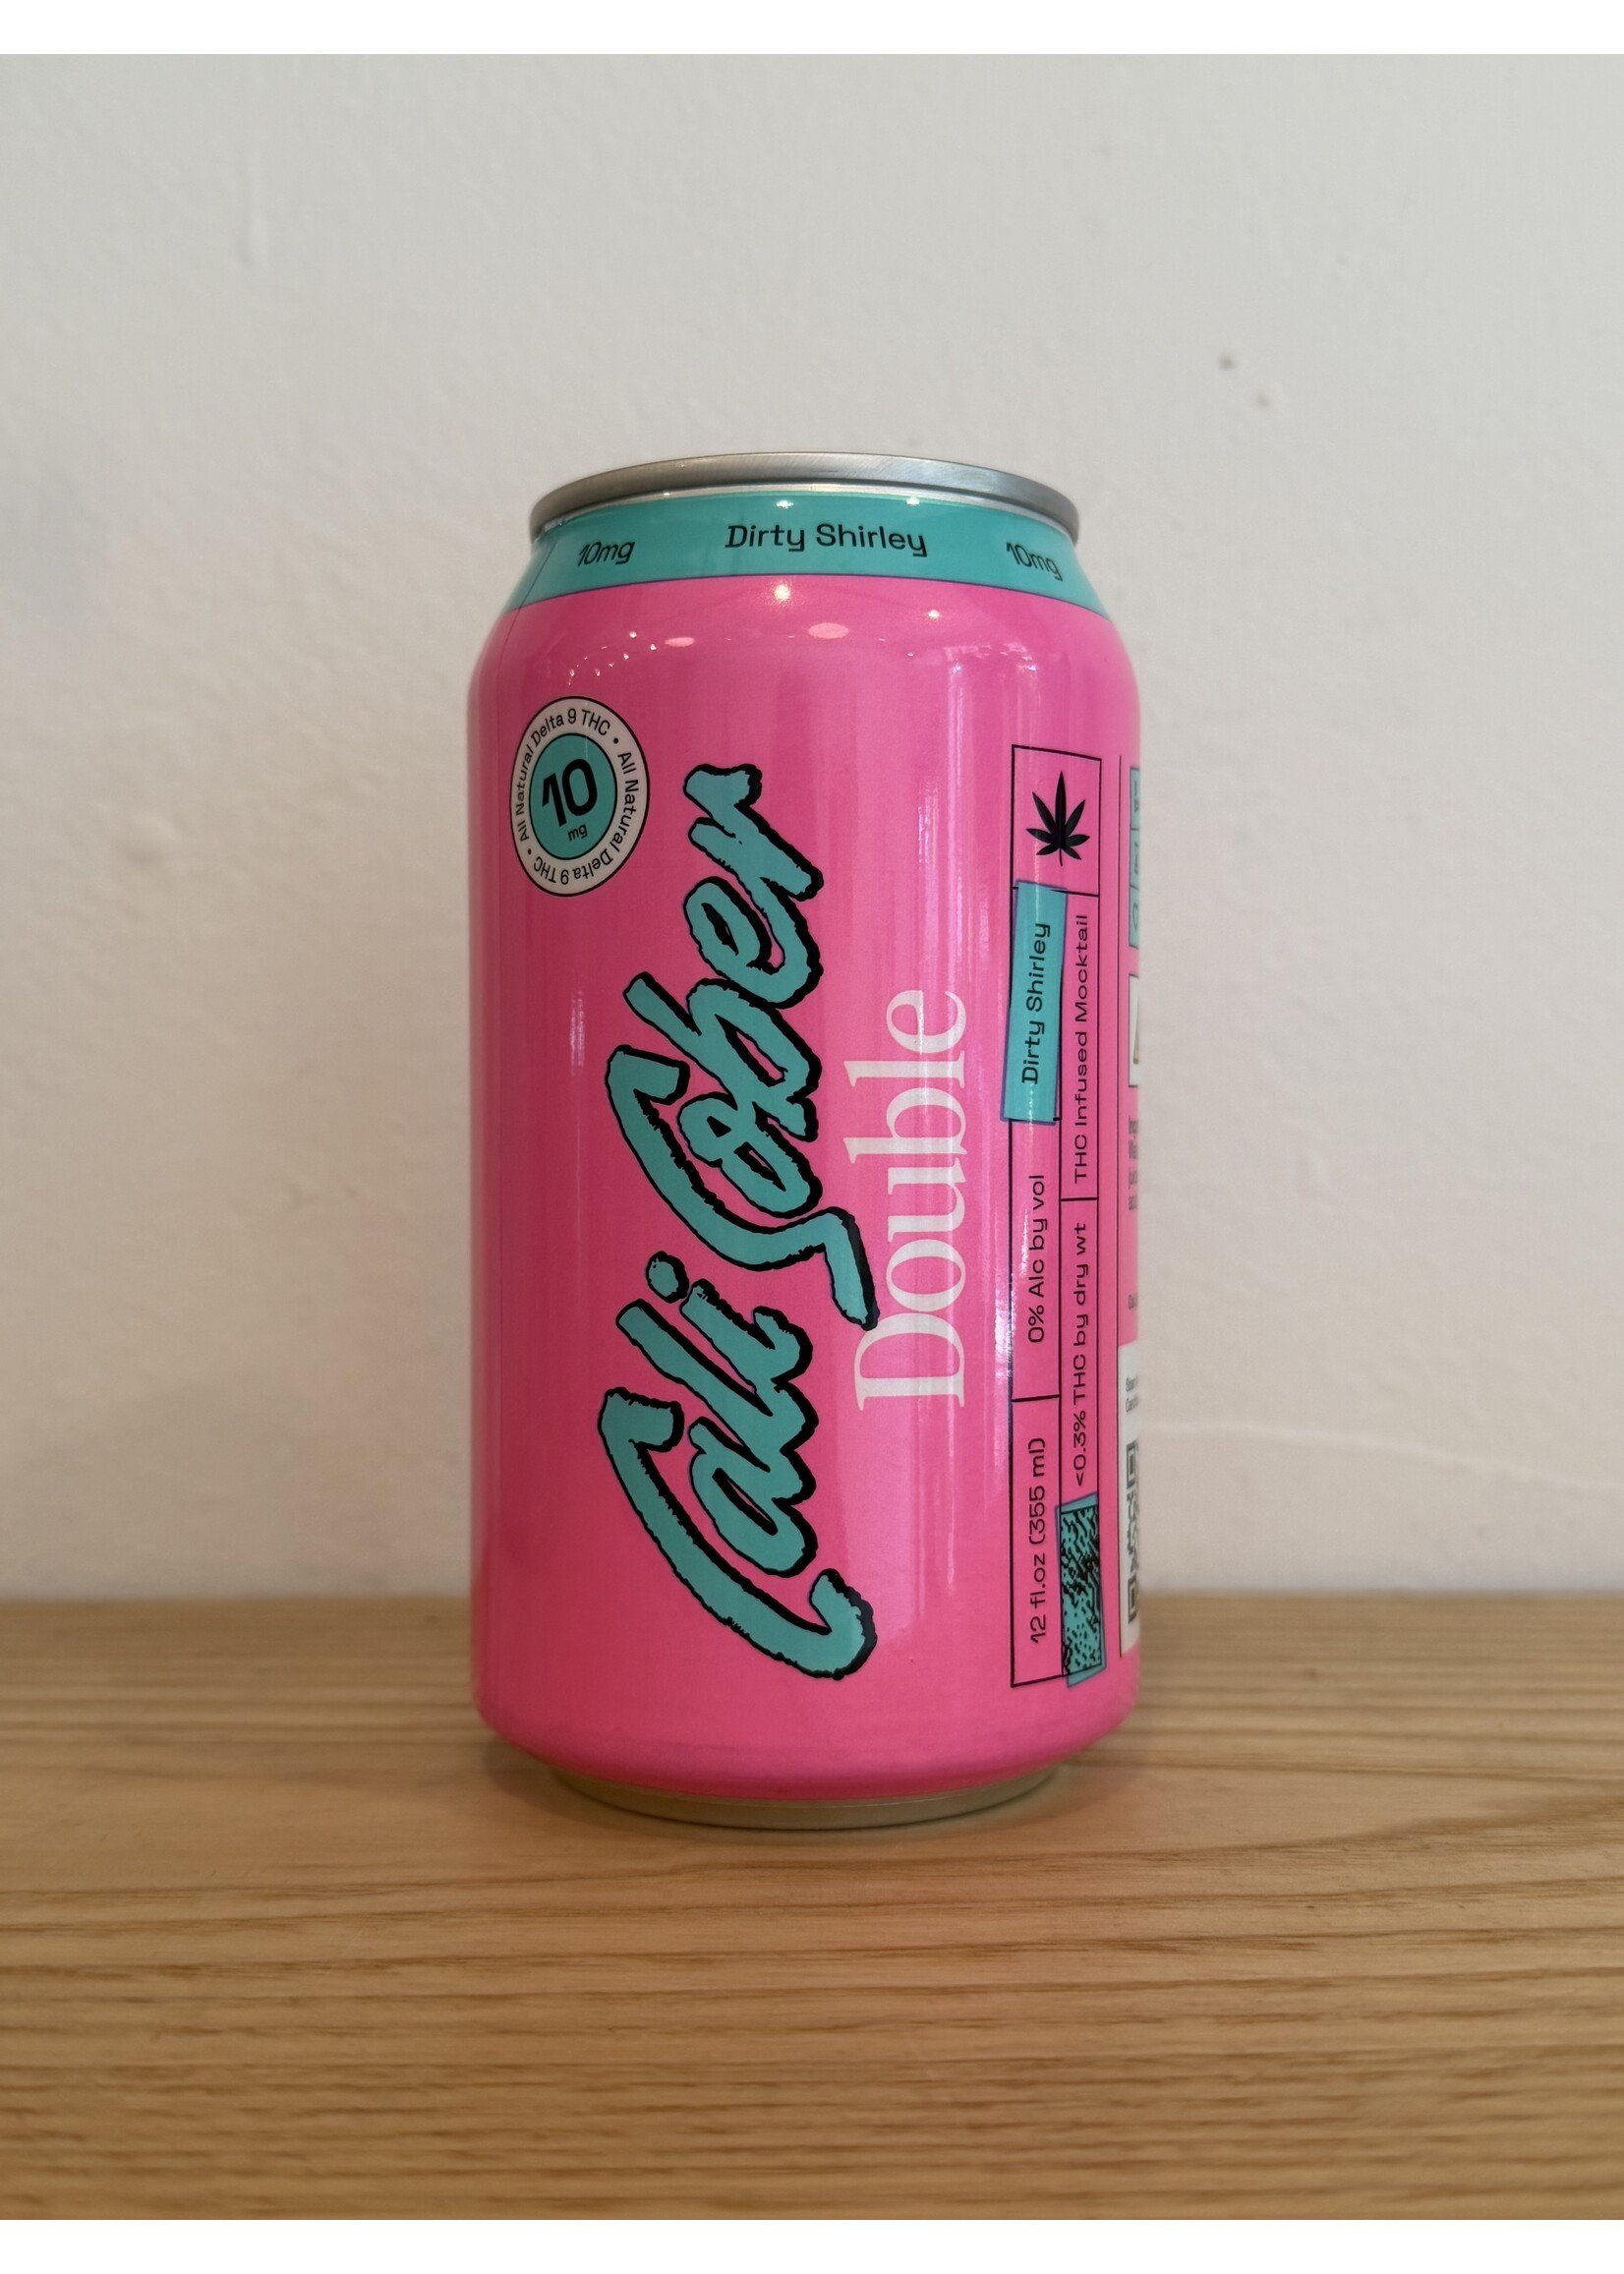 10mg Dirty Shirley 10mg
All Natural Delta 9 THC • All Natural Delta 9 THC •
10
mg
Cali Sober
Double
12 fl.oz (355 ml) 0% Alc by vol Dirty Shirley
<0.3% THC by dry wt THC Infused Mocktail